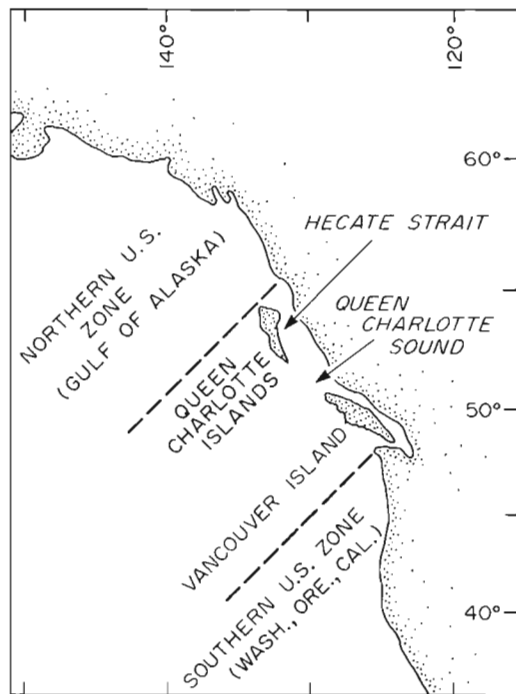 140°
120°
60°
HECATE STRAIT
NORTHERN U.S.
ZONE
(GULF OF ALASKA)
QUEEN
CHARLOTTE
SOUND
QUEEN
CHARLOTTE
ISLANDS
50°
VANCOUVER ISLAND
SOUTHERN U.S. ZONE
(WASH., ORE., CAL.)
40°